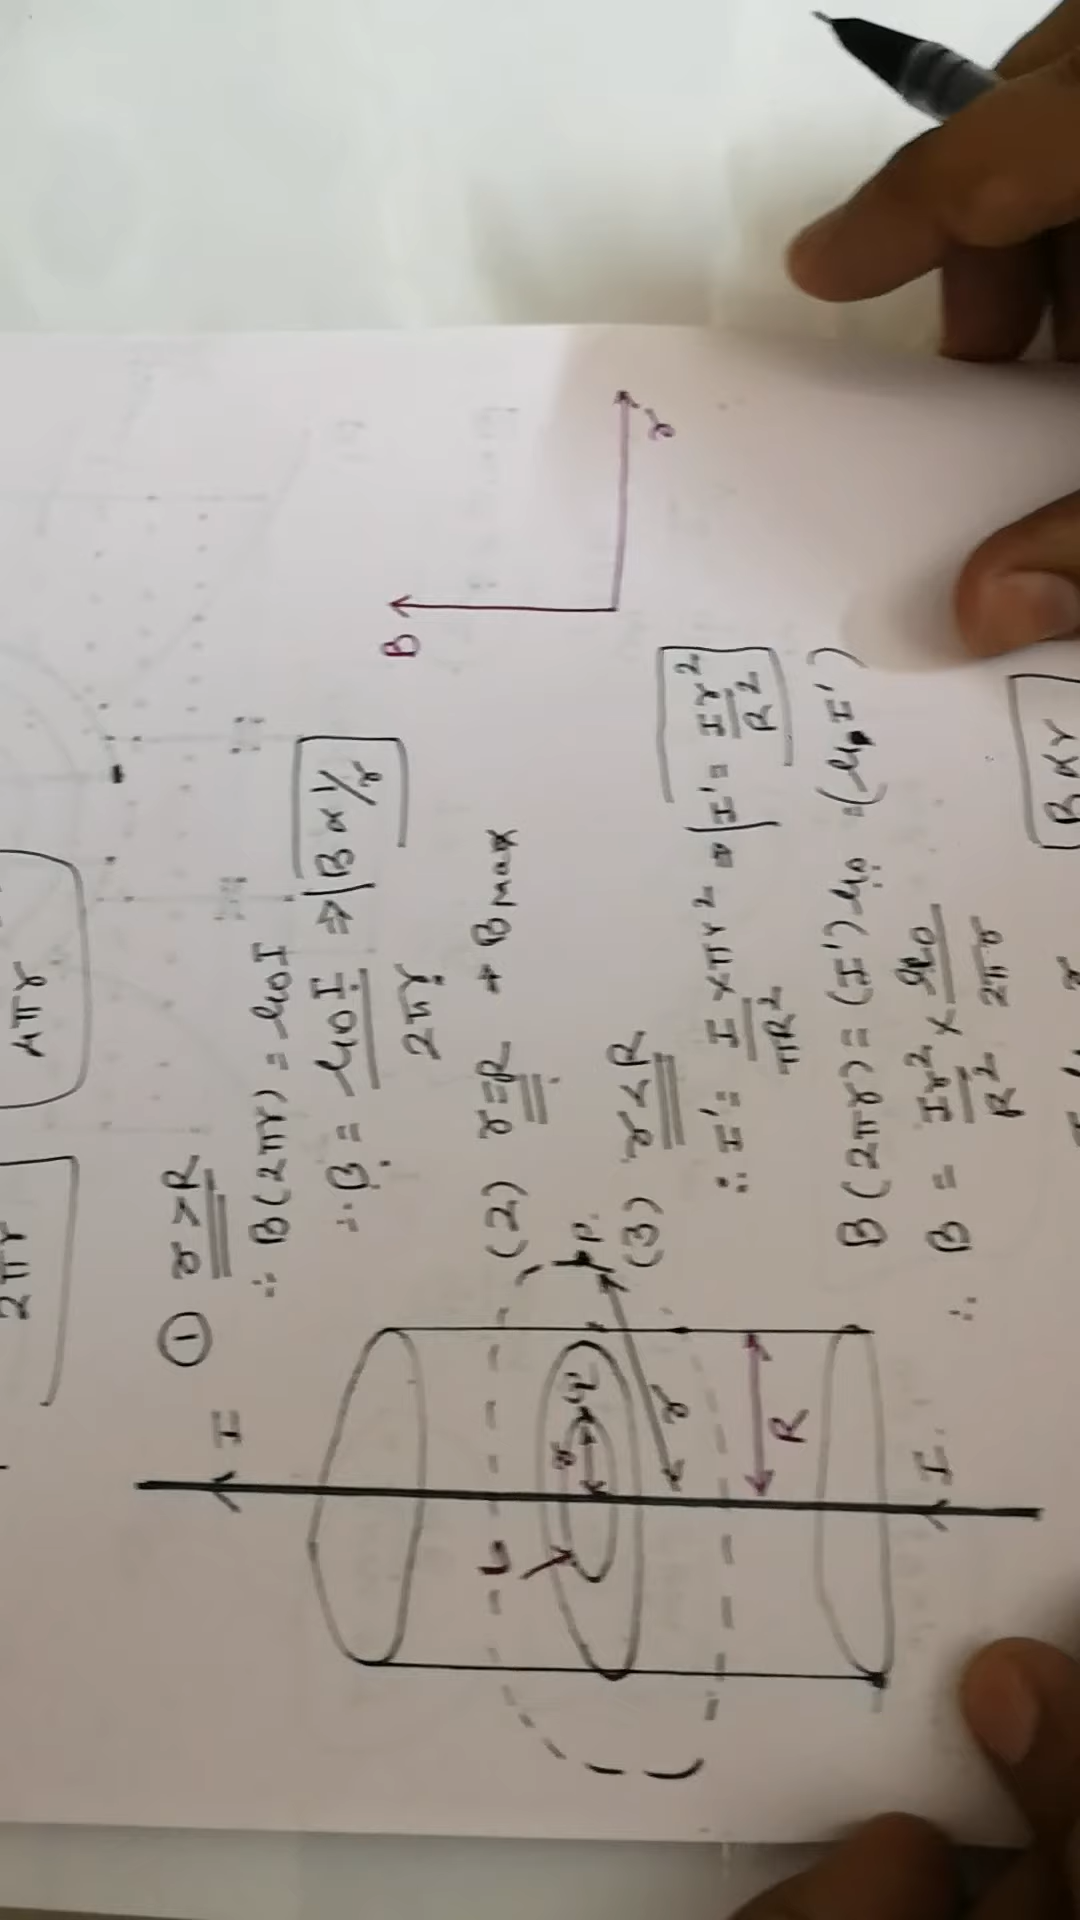 4πr
2πr
① r>R
∴ B(2πr) = μ0I
∴ B = μ0I/2πr ⇒ B ∝ 1/r
(2) r=R → BMax
(3) r<R
∴ I' = I/πR² × πr² ⇒ I' = Ir²/R²
B(2πr) = (I')μ0 = (μ0I')
∴ B = Ir²/R² × μ0/2πr
B ∝ r
B
r
I
P.
r
r
R
I.